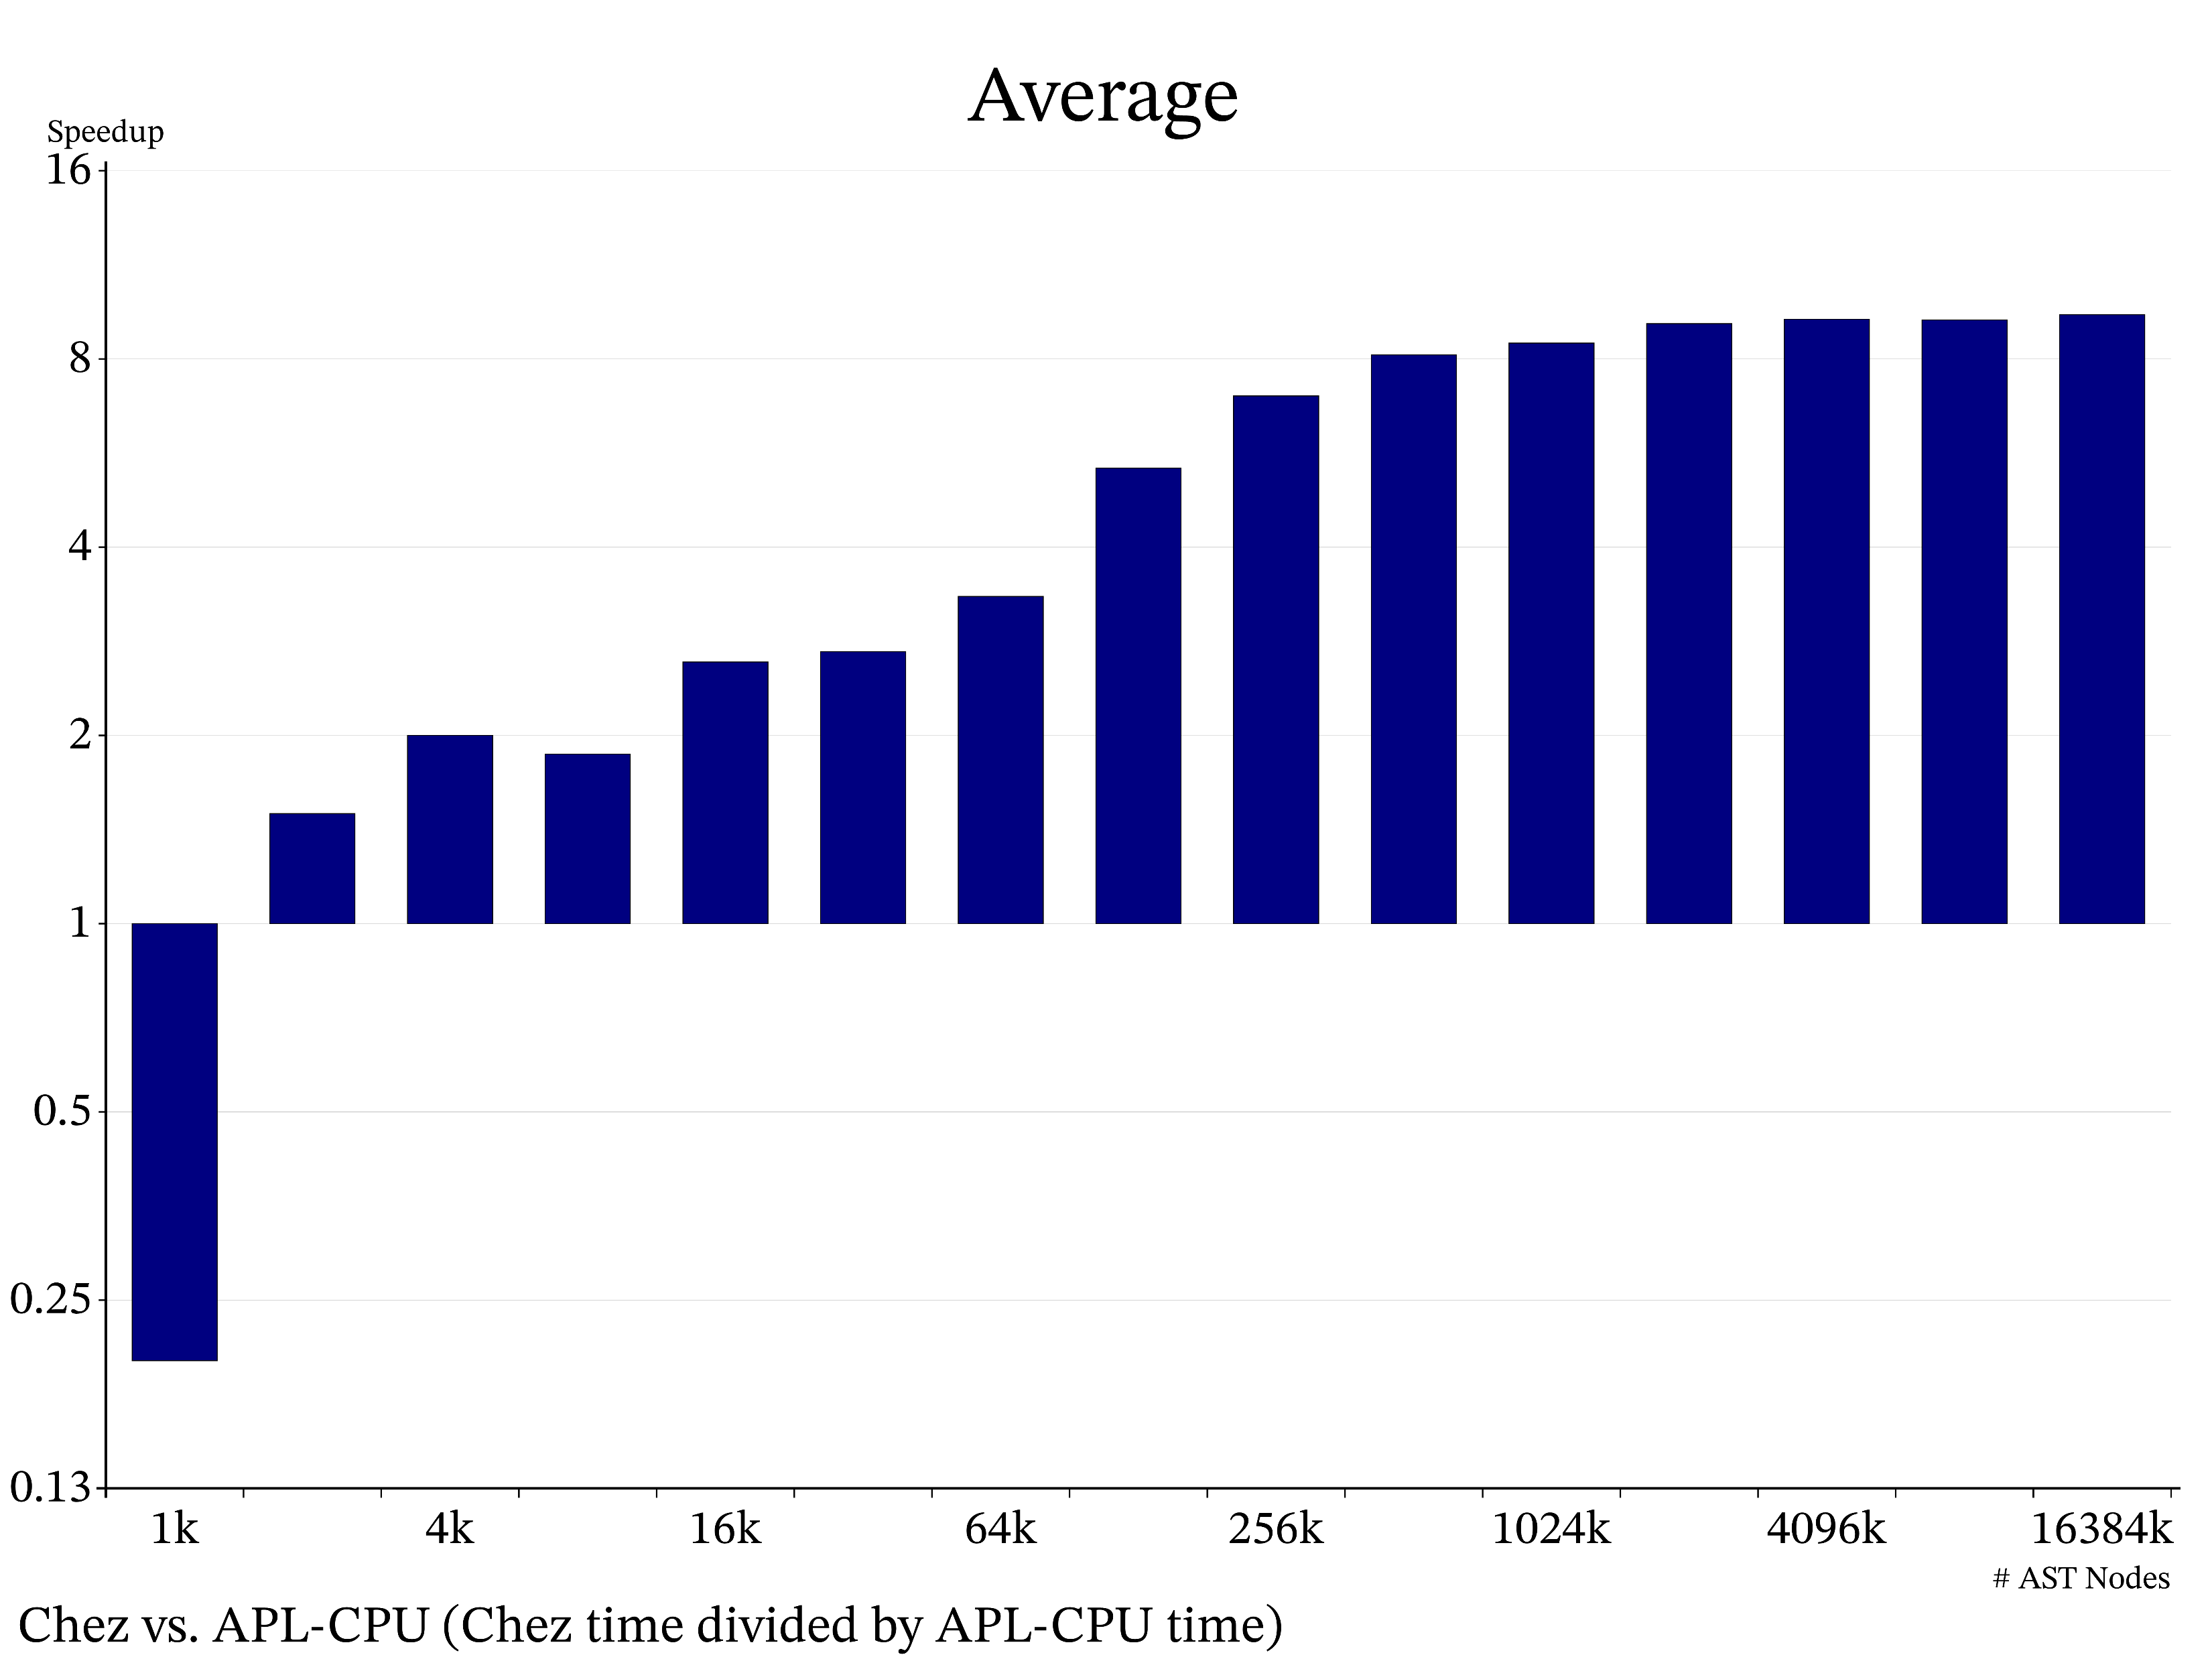 Average
Speedup
16
8
4
2
1
0.5
0.25
0.13
1k 4k 16k 64k 256k 1024k 4096k 16384k
# AST Nodes
Chez vs. APL-CPU (Chez time divided by APL-CPU time)